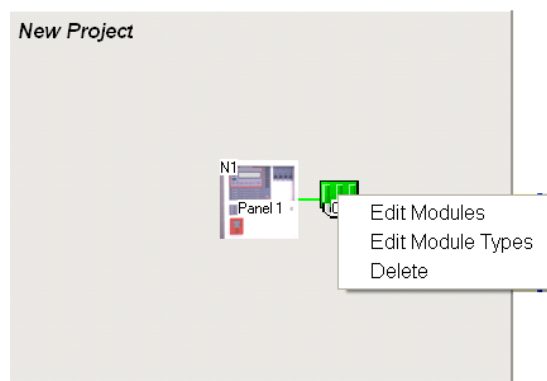 New Project
N1
Panel 1
Edit Modules
Edit Module Types
Delete